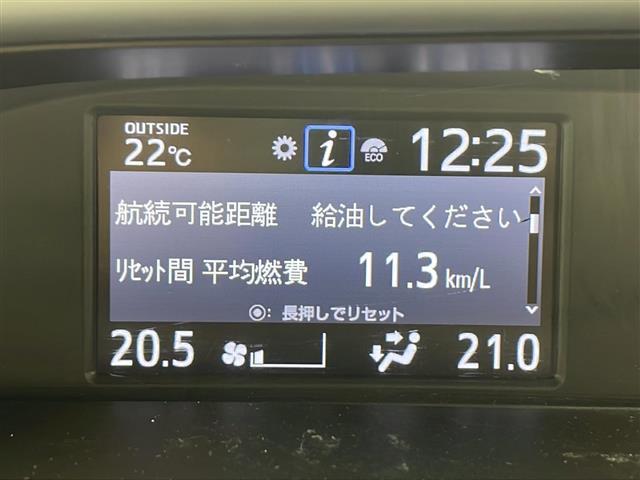 OUTSIDE
22℃
i
ECO
12:25
航続可能距離 給油してください
ﾘｾｯﾄ間 平均燃費 11.3 km/L
◉: 長押しでリセット
20.5
21.0